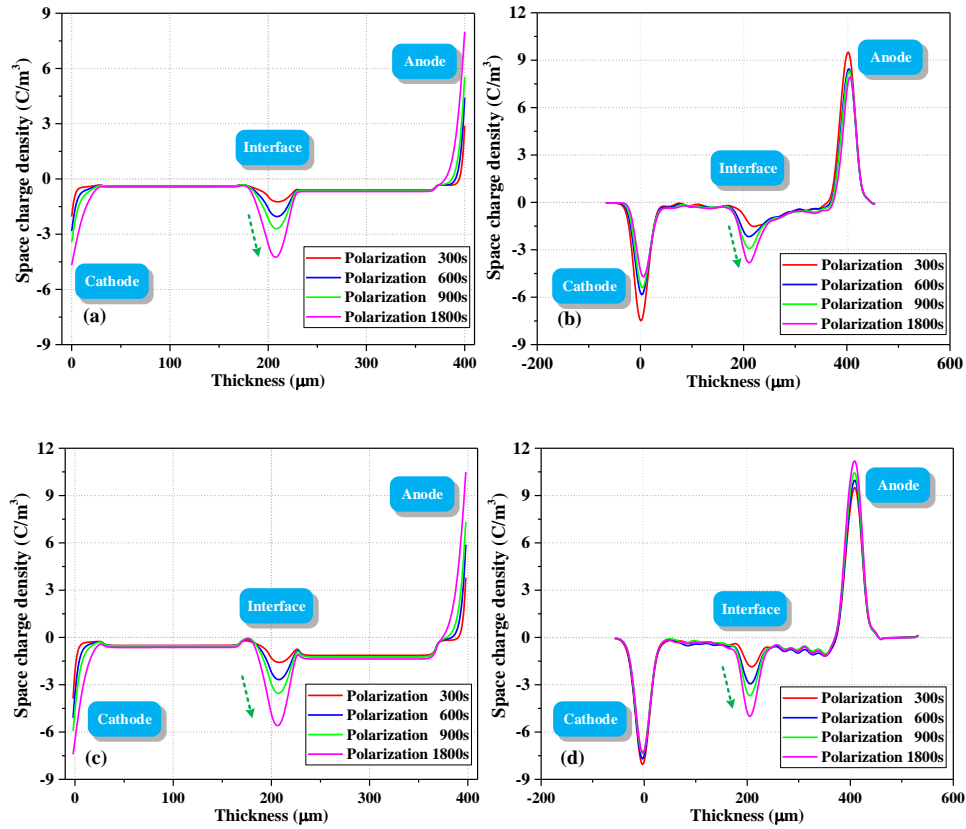 Space charge density (C/m³)
9
6
3
0
-3
-6
-9
Anode
Interface
Cathode
Polarization 300s
Polarization 600s
Polarization 900s
Polarization 1800s
(a)
0 100 200 300 400
Thickness (μm)
Space charge density (C/m³)
12
9
6
3
0
-3
-6
-9
Anode
Interface
Cathode
Polarization 300s
Polarization 600s
Polarization 900s
Polarization 1800s
(b)
-200 0 200 400 600
Thickness (μm)
Space charge density (C/m³)
12
9
6
3
0
-3
-6
-9
Anode
Interface
Cathode
Polarization 300s
Polarization 600s
Polarization 900s
Polarization 1800s
(c)
0 100 200 300 400
Thickness (μm)
Space charge density (C/m³)
12
9
6
3
0
-3
-6
-9
Anode
Interface
Cathode
Polarization 300s
Polarization 600s
Polarization 900s
Polarization 1800s
(d)
-200 0 200 400 600
Thickness (μm)